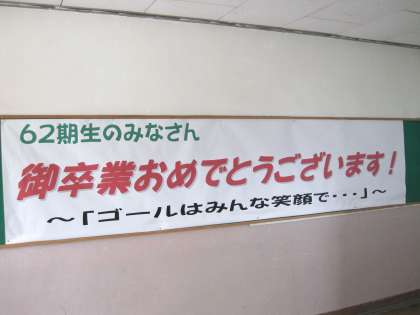 62期生のみなさん
御卒業おめでとうございます!
～「ゴールはみんな笑顔で・・・」～